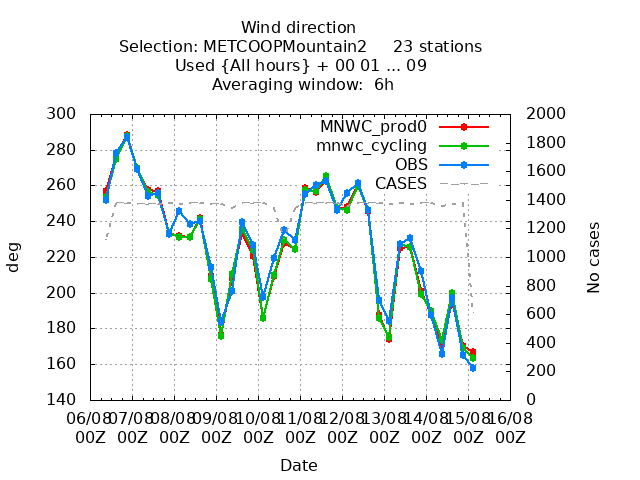 Wind direction
Selection: METCOOPMountain2     23 stations
Used {All hours} + 00 01 ... 09
Averaging window:  6h
300 2000
280 1800
260 1600
240 1400
220 1200
200 1000
180 800
160 600
140 400
200
0
MNWC_prod0
mnwc_cycling
OBS
CASES
deg
No cases
06/08 07/08 08/08 09/08 10/08 11/08 12/08 13/08 14/08 15/08 16/08
00Z 00Z 00Z 00Z 00Z 00Z 00Z 00Z 00Z 00Z 00Z
Date